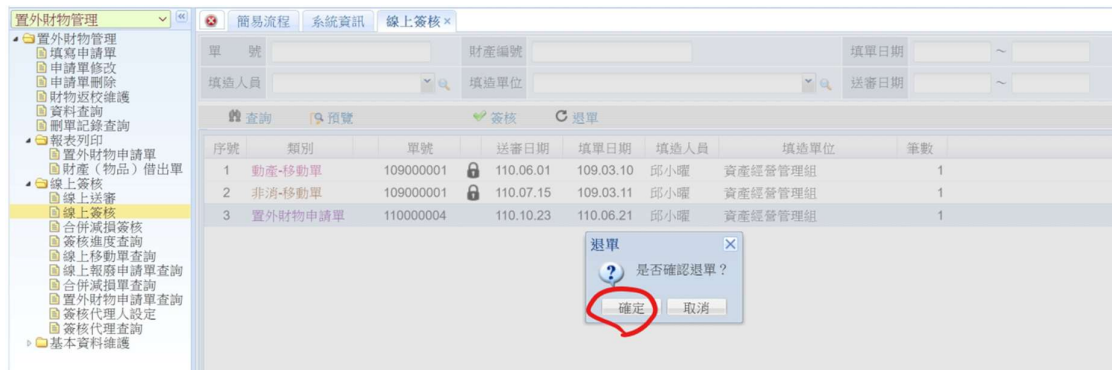 置外財物管理
簡易流程 系統資訊 線上簽核×
置外財物管理
填寫申請單
申請單修改
申請單刪除
財物返校維護
資料查詢
刪單記錄查詢
報表列印
置外財物申請單
財產（物品）借出單
線上簽核
線上送審
線上簽核
合併減損簽核
簽核進度查詢
線上移動單查詢
線上報廢申請單查詢
合併減損單查詢
置外財物申請單查詢
簽核代理人設定
簽核代理查詢
基本資料維護
單 號 財產編號 填單日期 ~
填造人員 填造單位 送審日期 ~
查詢 預覽 簽核 退單
序號 類別 單號 送審日期 填單日期 填造人員 填造單位 筆數
1 動產-移動單 109000001 110.06.01 109.03.10 邱小曜 資產經營管理組 1
2 非消-移動單 109000001 110.07.15 109.03.11 邱小曜 資產經營管理組 1
3 置外財物申請單 110000004 110.10.23 110.06.21 邱小曜 資產經營管理組 1
退單
是否確認退單？
確定 取消